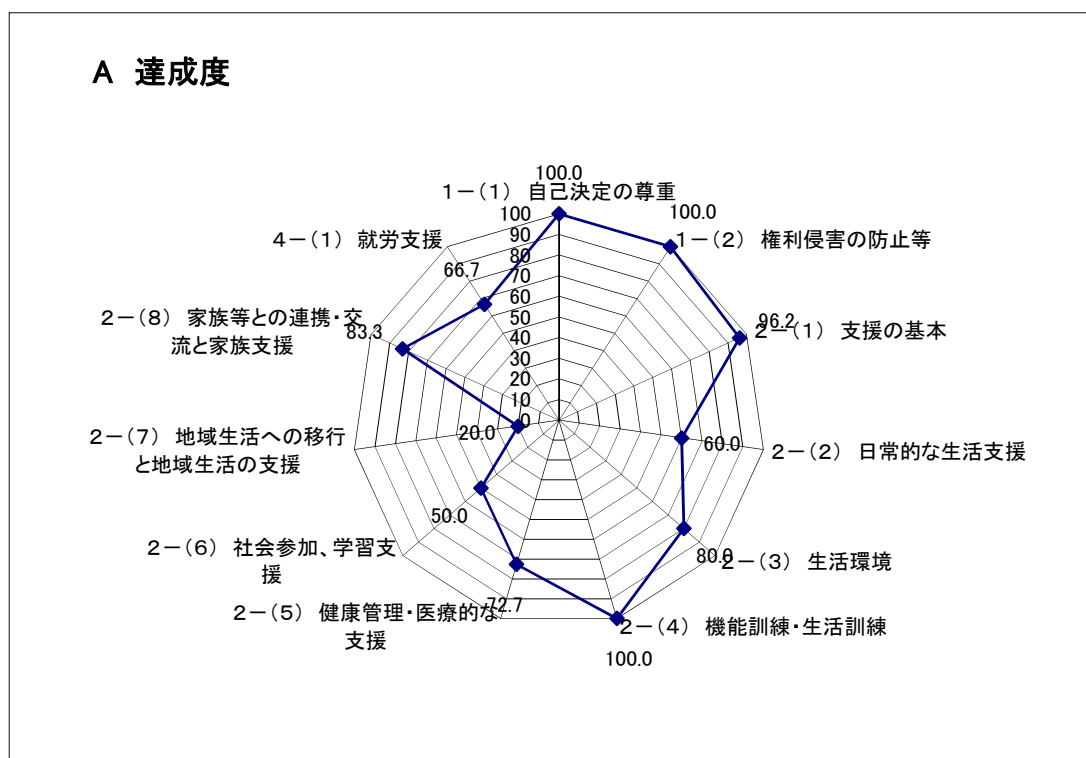 A 達成度
100.0
1－(1) 自己決定の尊重
100.0
1－(2) 権利侵害の防止等
96.2
2－(1) 支援の基本
60.0
2－(2) 日常的な生活支援
80.0
2－(3) 生活環境
2－(4) 機能訓練・生活訓練
100.0
72.7
2－(5) 健康管理・医療的な
支援
50.0
2－(6) 社会参加、学習支
援
20.0
2－(7) 地域生活への移行
と地域生活の支援
83.3
2－(8) 家族等との連携・交
流と家族支援
66.7
4－(1) 就労支援
100
90
80
70
60
50
40
30
20
10
0